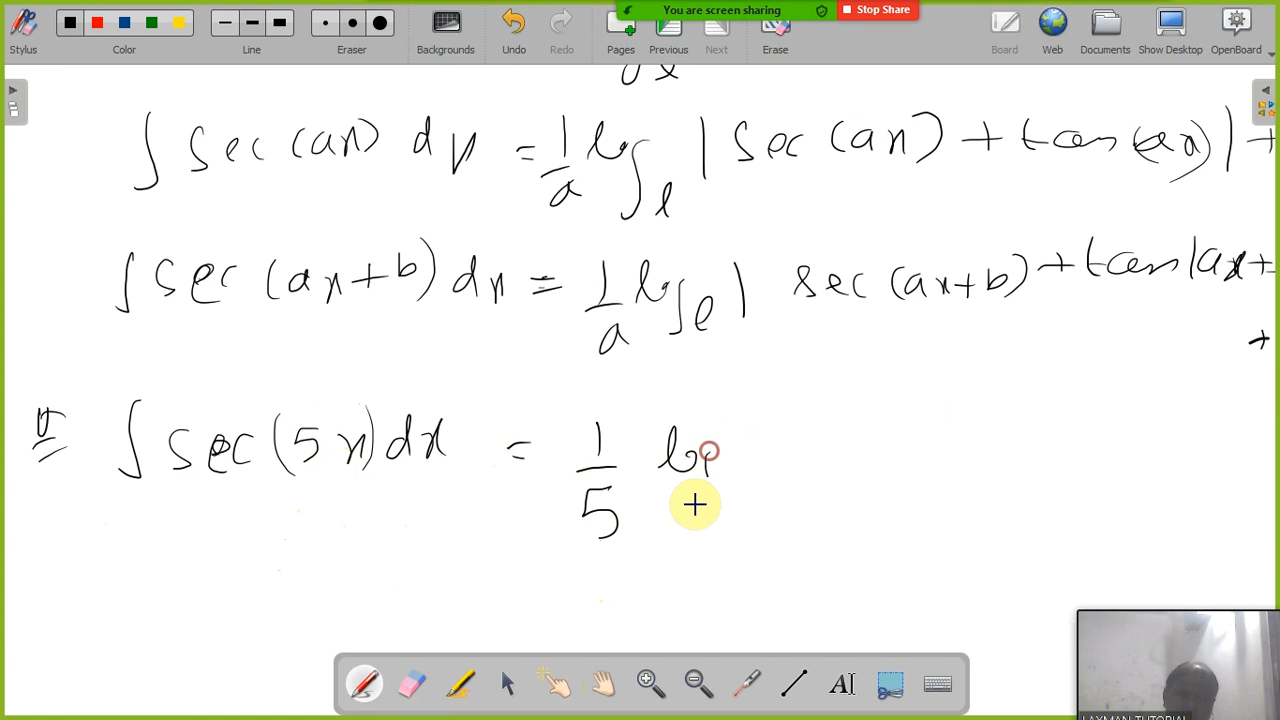 You are screen sharing Stop Share
Stylus Color Line Eraser Backgrounds Undo Redo Pages Previous Next Erase Board Web Documents Show Desktop OpenBoard
∫ sec (ax) dx = 1/a log_e | sec (ax) + tan (ax) | +
∫ sec (ax + b) dx = 1/a log_e | sec (ax+b) + tan (ax +
+
∫ sec (5x) dx = 1/5 log
LAXMAN TUTORIAL